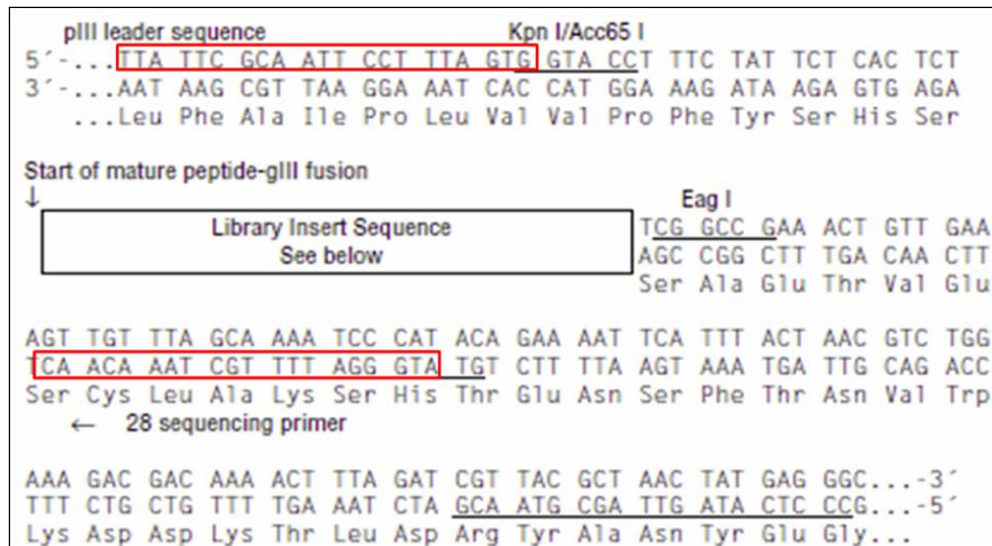 pIII leader sequence Kpn I/Acc65 I
5´-...TTA TTC GCA ATT CCT TTA GTG GTA CCT TTC TAT TCT CAC TCT
3´-...AAT AAG CGT TAA GGA AAT CAC CAT GGA AAG ATA AGA GTG AGA
...Leu Phe Ala Ile Pro Leu Val Val Pro Phe Tyr Ser His Ser
Start of mature peptide-gIII fusion
↓
Eag I
Library Insert Sequence
See below
TCG GCC GAA ACT GTT GAA
AGC CGG CTT TGA CAA CTT
Ser Ala Glu Thr Val Glu
AGT TGT TTA GCA AAA TCC CAT ACA GAA AAT TCA TTT ACT AAC GTC TGG
TCA ACA AAT CGT TTT AGG GTA TGT CTT TTA AGT AAA TGA TTG CAG ACC
Ser Cys Leu Ala Lys Ser His Thr Glu Asn Ser Phe Thr Asn Val Trp
← 28 sequencing primer
AAA GAC GAC AAA ACT TTA GAT CGT TAC GCT AAC TAT GAG GGC...-3´
TTT CTG CTG TTT TGA AAT CTA GCA ATG CGA TTG ATA CTC CCG...-5´
Lys Asp Asp Lys Thr Leu Asp Arg Tyr Ala Asn Tyr Glu Gly...